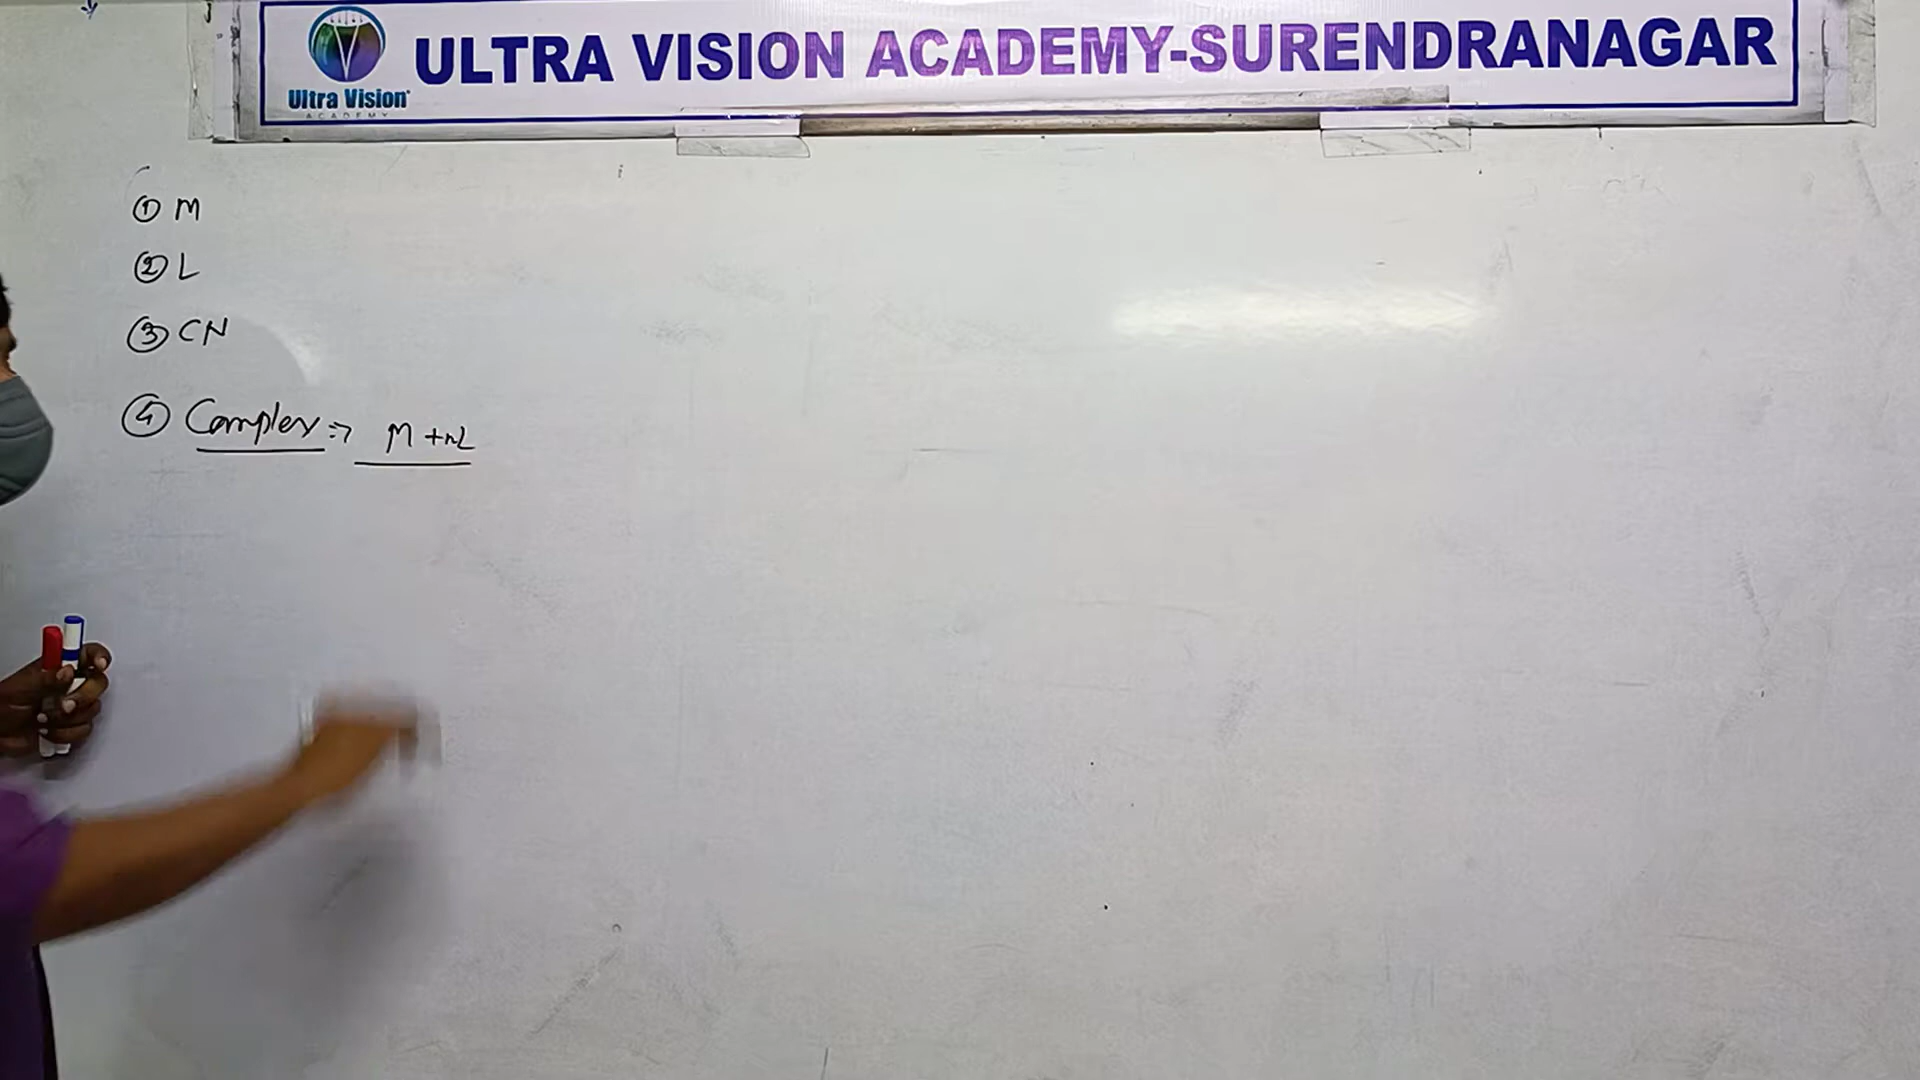 ULTRA VISION ACADEMY-SURENDRANAGAR
Ultra Vision
ACADEMY
① M
② L
③ CN
④ Complex => M+nL